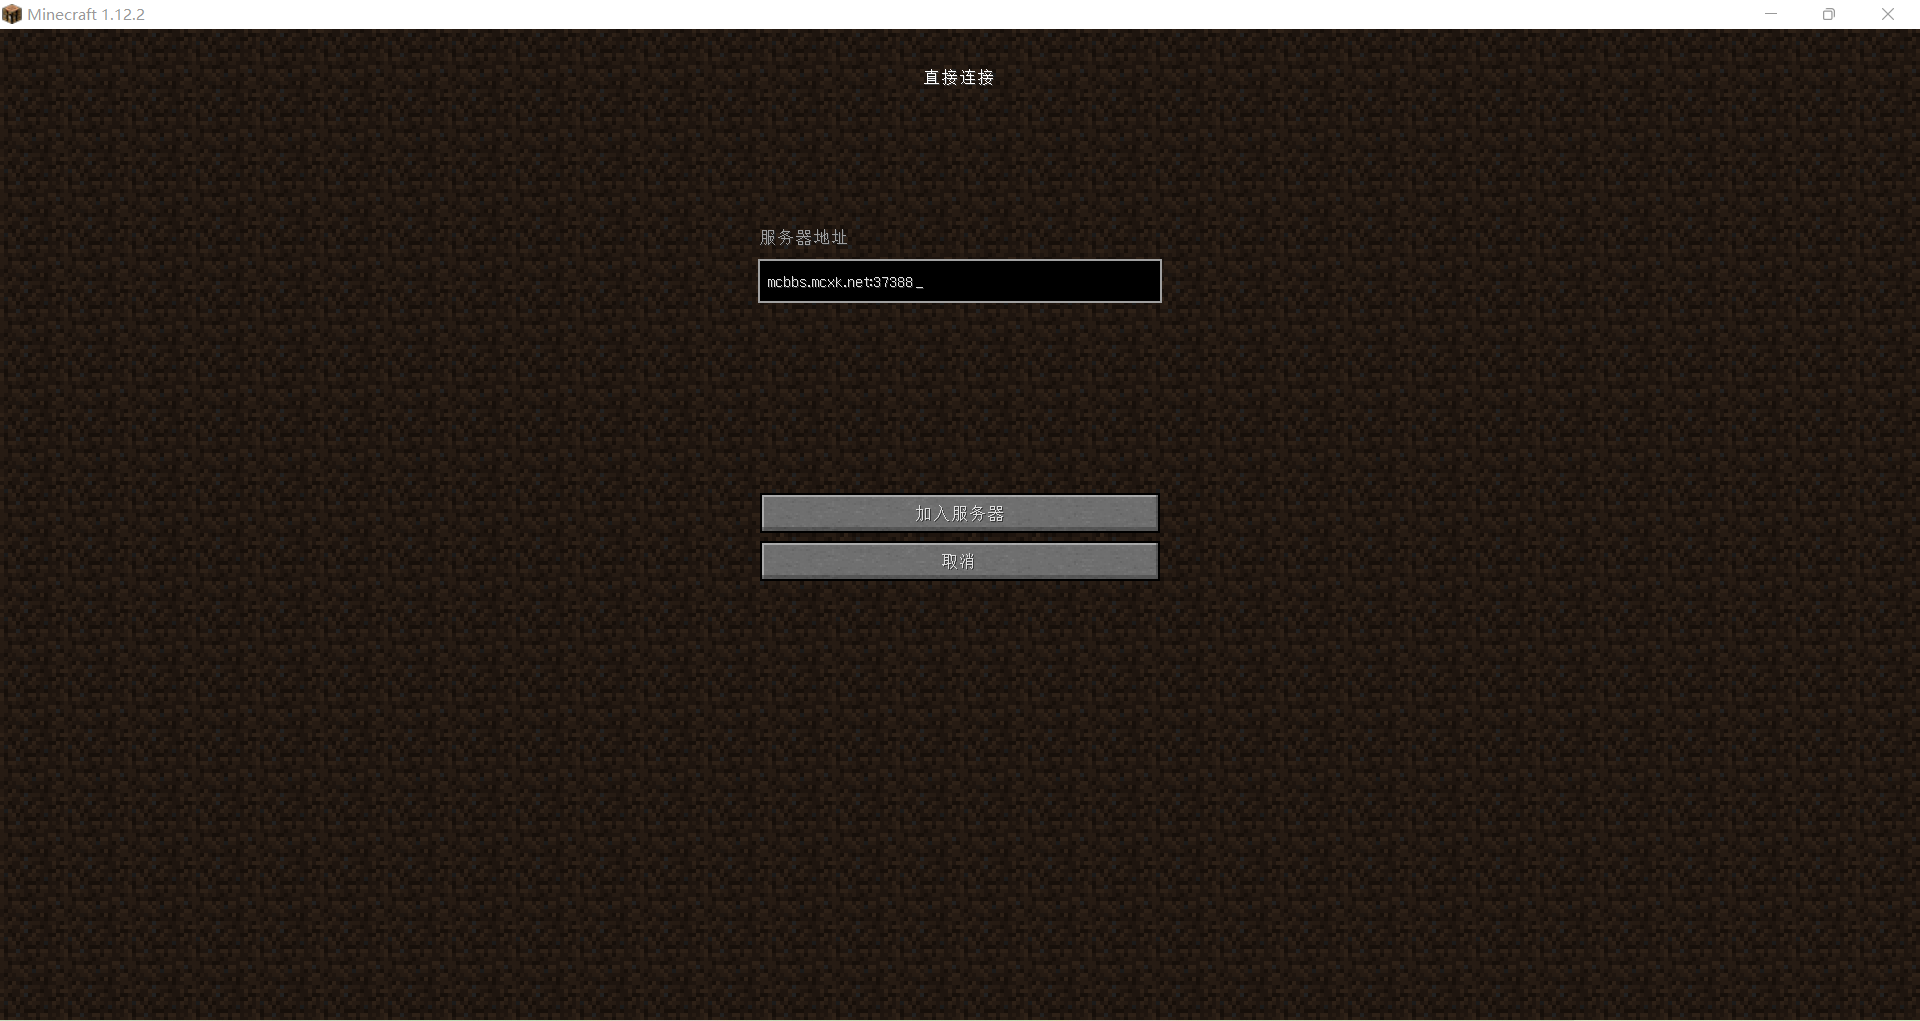 Minecraft 1.12.2
直接连接
服务器地址
mcbbs.mcxk.net:37388_
加入服务器
取消